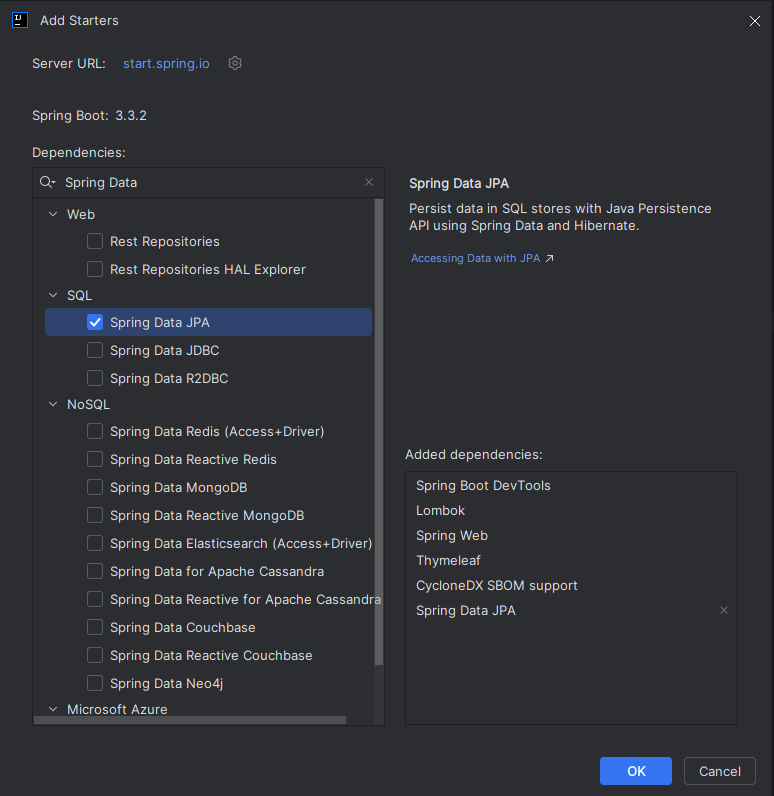 Add Starters
Server URL: start.spring.io
Spring Boot: 3.3.2
Dependencies:
Spring Data
Web
Rest Repositories
Rest Repositories HAL Explorer
SQL
Spring Data JPA
Spring Data JDBC
Spring Data R2DBC
NoSQL
Spring Data Redis (Access+Driver)
Spring Data Reactive Redis
Spring Data MongoDB
Spring Data Reactive MongoDB
Spring Data Elasticsearch (Access+Driver)
Spring Data for Apache Cassandra
Spring Data Reactive for Apache Cassandra
Spring Data Couchbase
Spring Data Reactive Couchbase
Spring Data Neo4j
Microsoft Azure
Spring Data JPA
Persist data in SQL stores with Java Persistence
API using Spring Data and Hibernate.
Accessing Data with JPA
Added dependencies:
Spring Boot DevTools
Lombok
Spring Web
Thymeleaf
CycloneDX SBOM support
Spring Data JPA
OK
Cancel